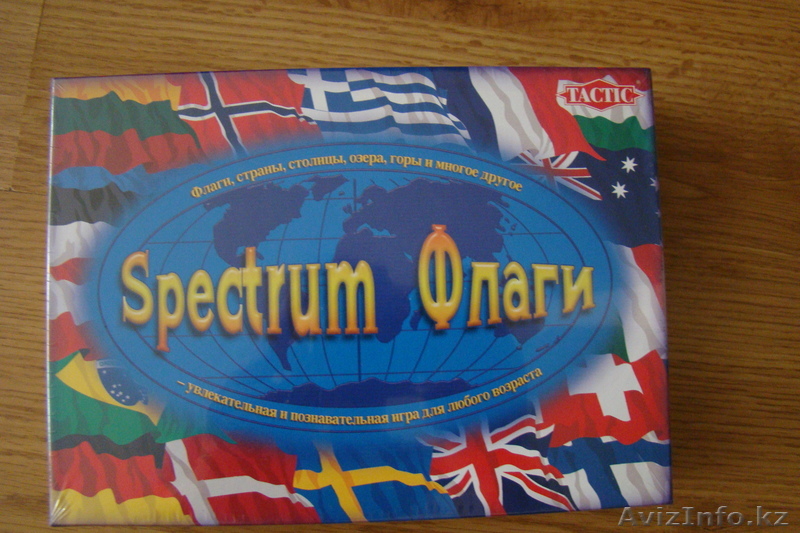 TACTIC®
Флаги, страны, столицы, озера, горы и многое другое
Spectrum Флаги
– увлекательная и познавательная игра для любого возраста
AvizInfo.kz